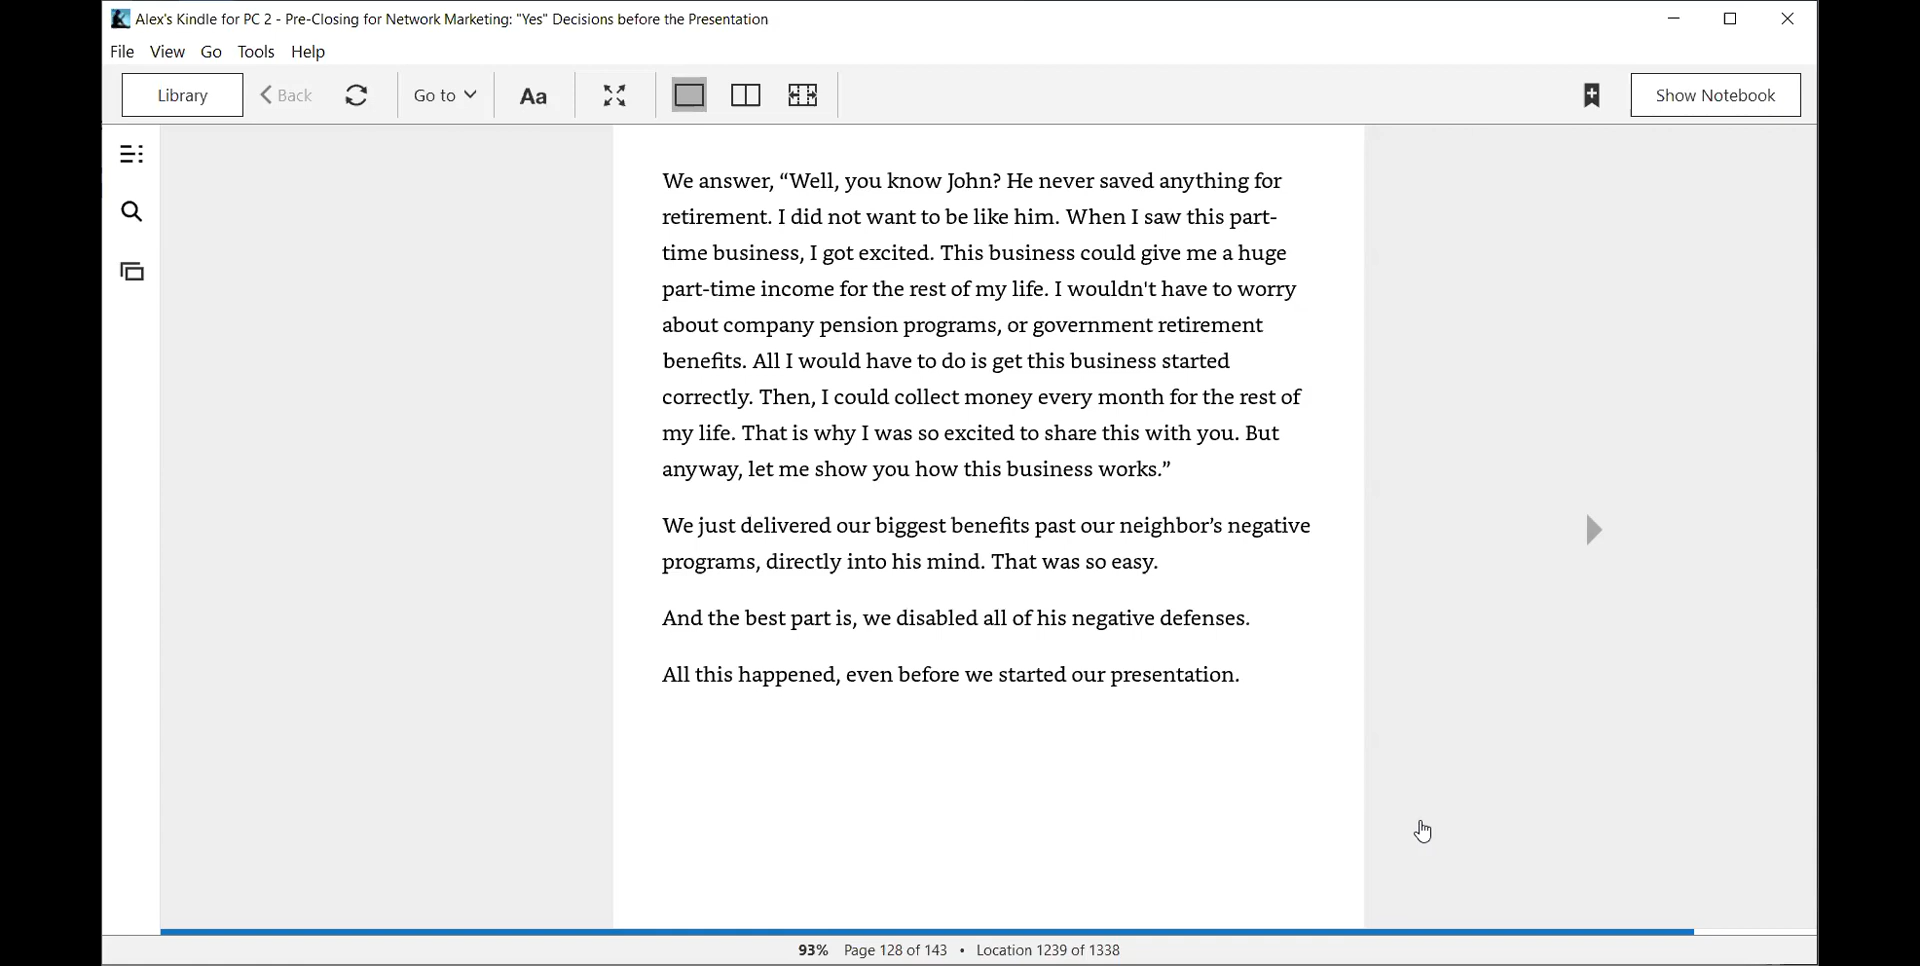 Alex's Kindle for PC 2 - Pre-Closing for Network Marketing: "Yes" Decisions before the Presentation
File View Go Tools Help
Library Back Go to Aa Show Notebook
We answer, “Well, you know John? He never saved anything for
retirement. I did not want to be like him. When I saw this part-
time business, I got excited. This business could give me a huge
part-time income for the rest of my life. I wouldn't have to worry
about company pension programs, or government retirement
benefits. All I would have to do is get this business started
correctly. Then, I could collect money every month for the rest of
my life. That is why I was so excited to share this with you. But
anyway, let me show you how this business works.”
We just delivered our biggest benefits past our neighbor’s negative
programs, directly into his mind. That was so easy.
And the best part is, we disabled all of his negative defenses.
All this happened, even before we started our presentation.
93% Page 128 of 143 • Location 1239 of 1338